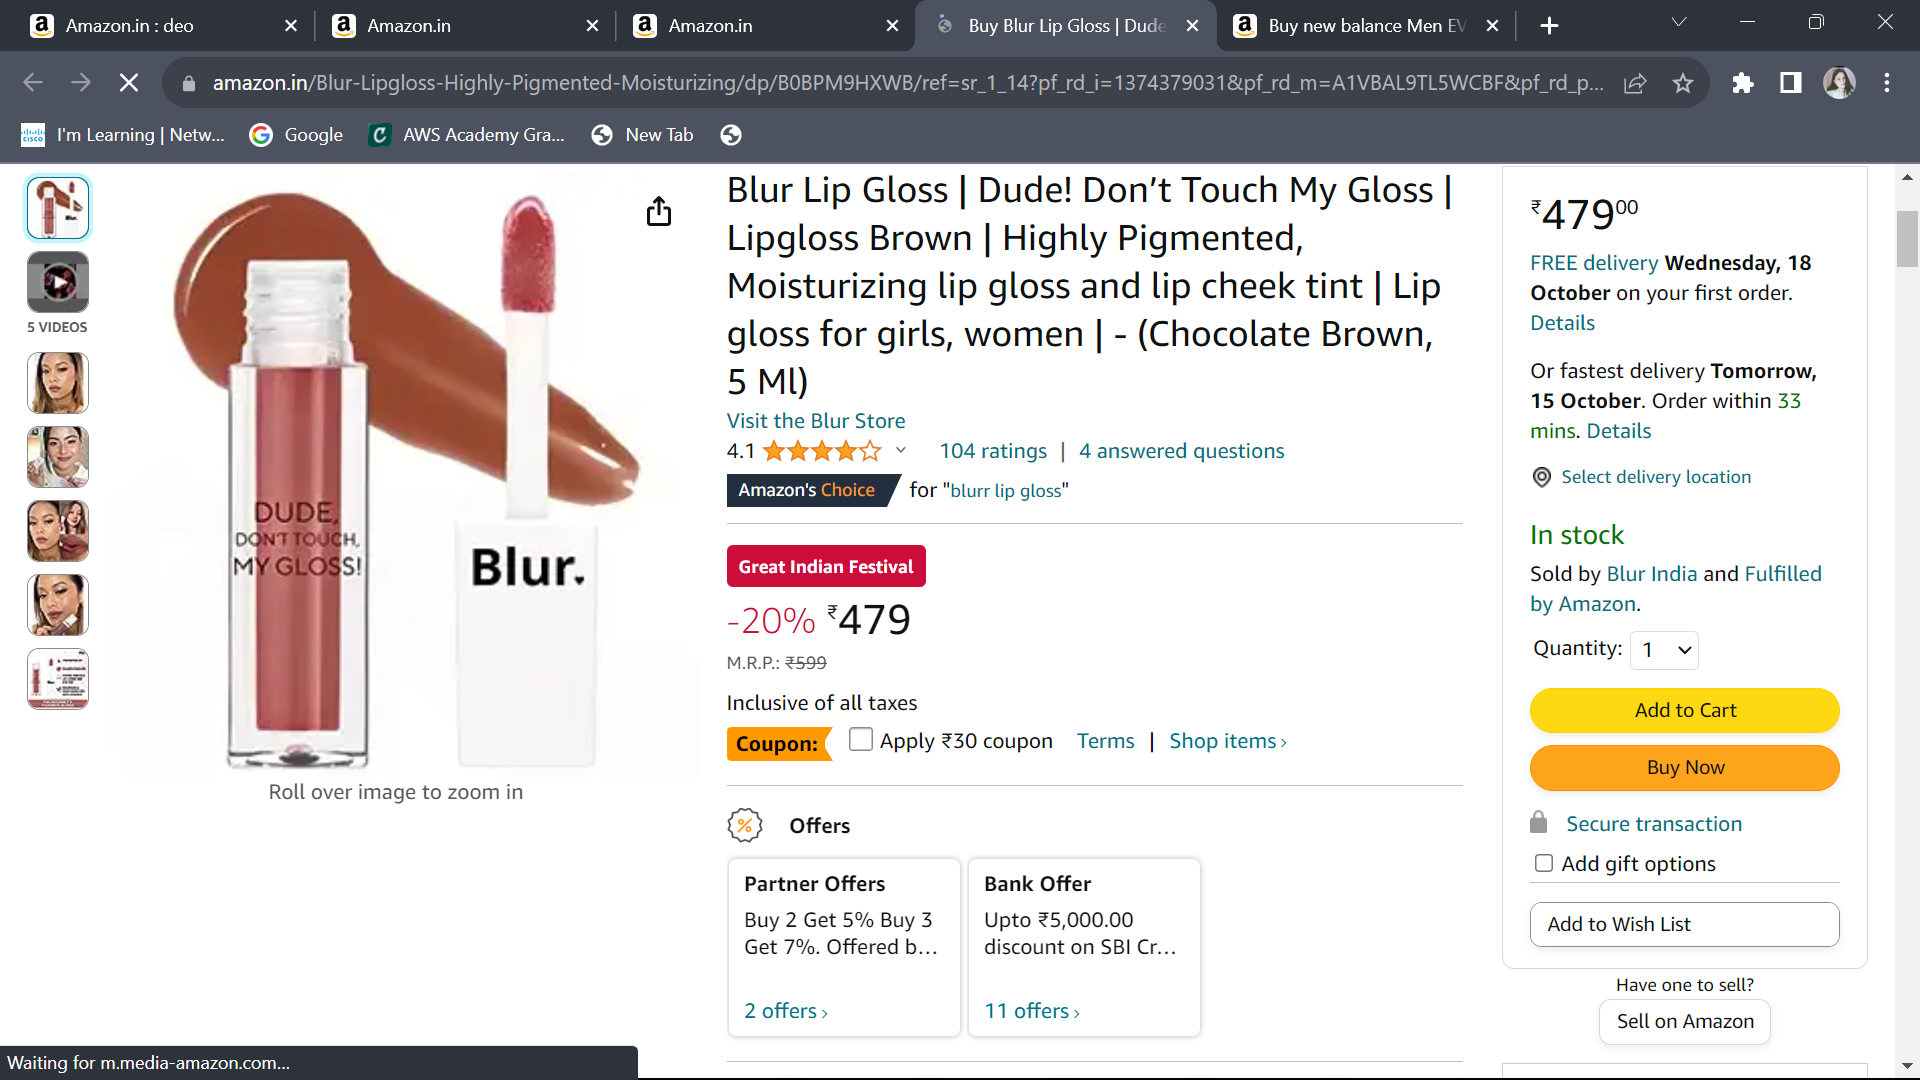 Amazon.in : deo
Amazon.in
Amazon.in
Buy Blur Lip Gloss | Dude
Buy new balance Men EV
amazon.in/Blur-Lipgloss-Highly-Pigmented-Moisturizing/dp/B0BPM9HXWB/ref=sr_1_14?pf_rd_i=1374379031&pf_rd_m=A1VBAL9TL5WCBF&pf_rd_p...
I'm Learning | Netw...
Google
AWS Academy Gra...
New Tab
5 VIDEOS
DUDE,
DON'T TOUCH,
MY GLOSS!
Blur.
Roll over image to zoom in
Blur Lip Gloss | Dude! Don’t Touch My Gloss |
Lipgloss Brown | Highly Pigmented,
Moisturizing lip gloss and lip cheek tint | Lip
gloss for girls, women | - (Chocolate Brown,
5 Ml)
Visit the Blur Store
4.1
104 ratings | 4 answered questions
Amazon's Choice for "blurr lip gloss"
Great Indian Festival
-20% ₹479
M.R.P.: ₹599
Inclusive of all taxes
Coupon: Apply ₹30 coupon Terms | Shop items ›
Offers
Partner Offers
Buy 2 Get 5% Buy 3
Get 7%. Offered b...
2 offers ›
Bank Offer
Upto ₹5,000.00
discount on SBI Cr...
11 offers ›
₹47900
FREE delivery Wednesday, 18
October on your first order.
Details
Or fastest delivery Tomorrow,
15 October. Order within 33
mins. Details
Select delivery location
In stock
Sold by Blur India and Fulfilled
by Amazon.
Quantity: 1
Add to Cart
Buy Now
Secure transaction
Add gift options
Add to Wish List
Have one to sell?
Sell on Amazon
Waiting for m.media-amazon.com...